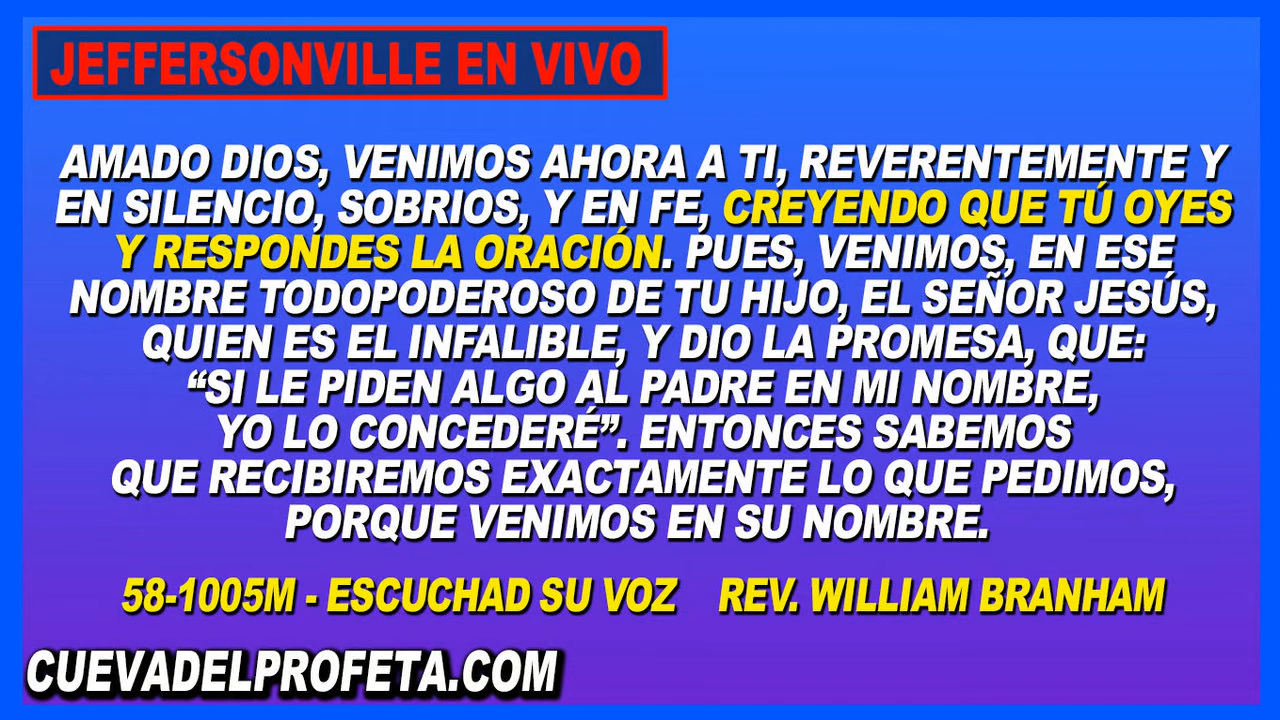 JEFFERSONVILLE EN VIVO
AMADO DIOS, VENIMOS AHORA A TI, REVERENTEMENTE Y
EN SILENCIO, SOBRIOS, Y EN FE, CREYENDO QUE TÚ OYES
Y RESPONDES LA ORACIÓN. PUES, VENIMOS, EN ESE
NOMBRE TODOPODEROSO DE TU HIJO, EL SEÑOR JESÚS,
QUIEN ES EL INFALIBLE, Y DIO LA PROMESA, QUE:
“SI LE PIDEN ALGO AL PADRE EN MI NOMBRE,
YO LO CONCEDERÉ”. ENTONCES SABEMOS
QUE RECIBIREMOS EXACTAMENTE LO QUE PEDIMOS,
PORQUE VENIMOS EN SU NOMBRE.
58-1005M - ESCUCHAD SU VOZ REV. WILLIAM BRANHAM
CUEVADELPROFETA.COM